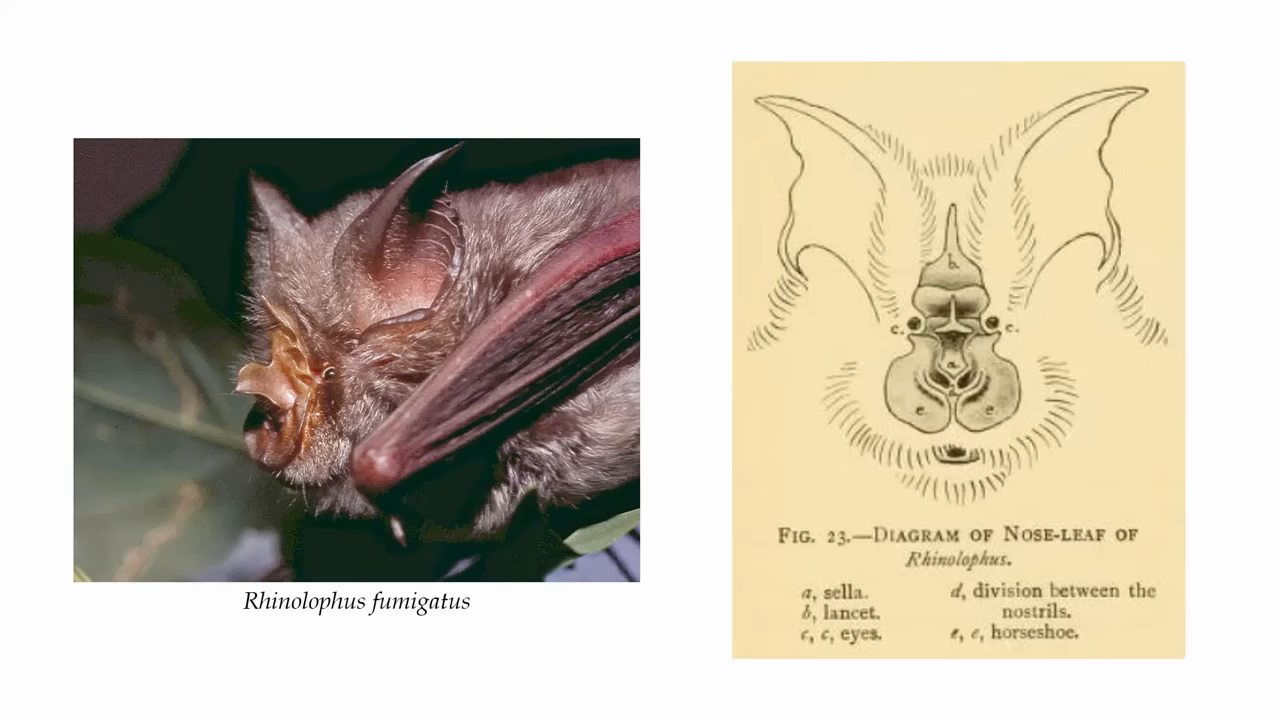 Rhinolophus fumigatus
b
c.
c.
a
d
e
e
FIG. 23.—DIAGRAM OF NOSE-LEAF OF
Rhinolophus.
a, sella.
b, lancet.
c, c, eyes.
d, division between the
nostrils.
e, e, horseshoe.